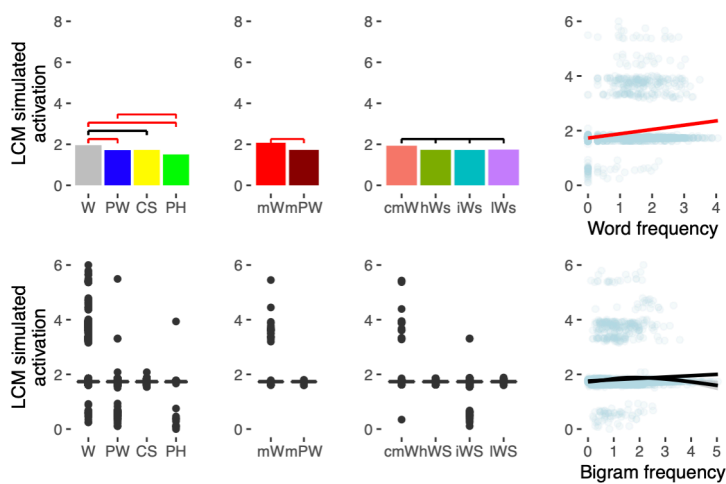 LCM simulated
activation
8
6
4
2
0
W PW CS PH
8
6
4
2
0
mW mPW
8
6
4
2
0
cmW hWs iWs lWs
6
4
2
0
0 1 2 3 4
Word frequency
LCM simulated
activation
6
4
2
0
W PW CS PH
6
4
2
0
mW mPW
6
4
2
0
cmW hWS iWS lWS
6
4
2
0
0 1 2 3 4 5
Bigram frequency